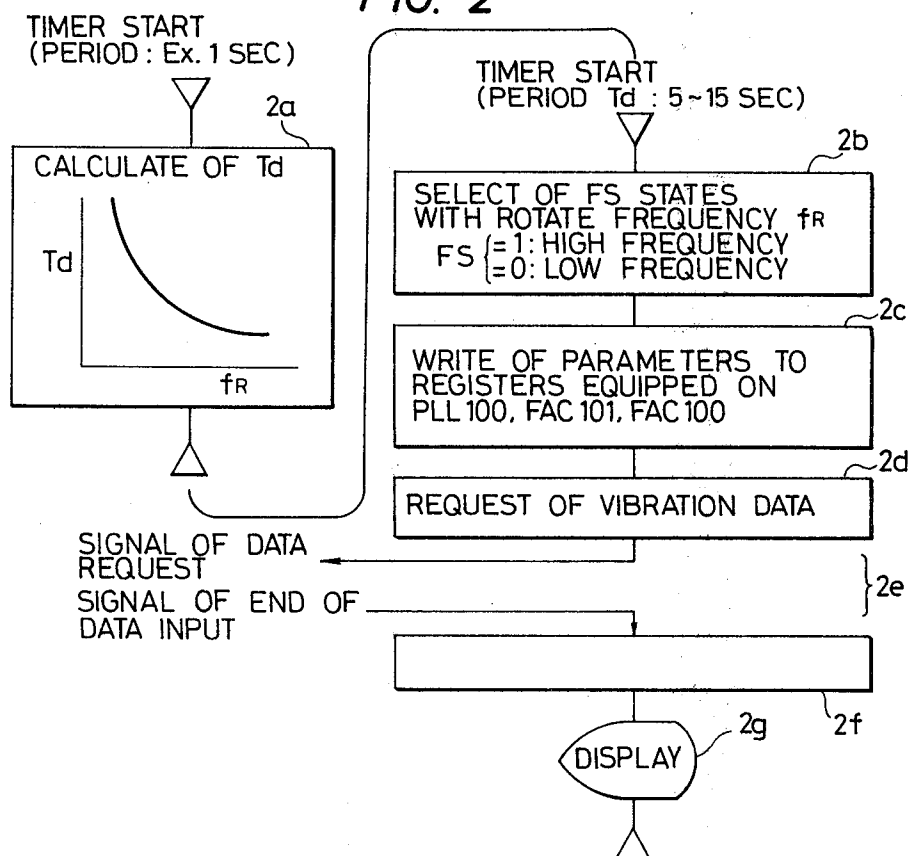 FIG. 2
TIMER START
(PERIOD : Ex. 1 SEC)
2a
CALCULATE OF Td
Td
fR
TIMER START
(PERIOD Td : 5~15 SEC)
2b
SELECT OF FS STATES
WITH ROTATE FREQUENCY fR
FS {=1: HIGH FREQUENCY
=0: LOW FREQUENCY
2c
WRITE OF PARAMETERS TO
REGISTERS EQUIPPED ON
PLL 100, FAC 101, FAC 100
2d
REQUEST OF VIBRATION DATA
SIGNAL OF DATA
REQUEST
SIGNAL OF END OF
DATA INPUT
2e
2f
2g
DISPLAY